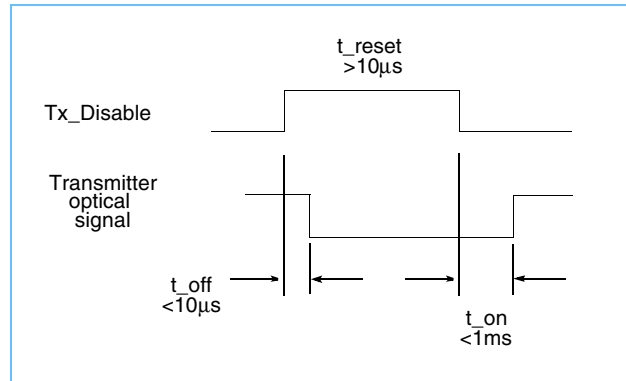 t_reset
>10μs
Tx_Disable
Transmitter
optical
signal
t_off
<10μs
t_on
<1ms